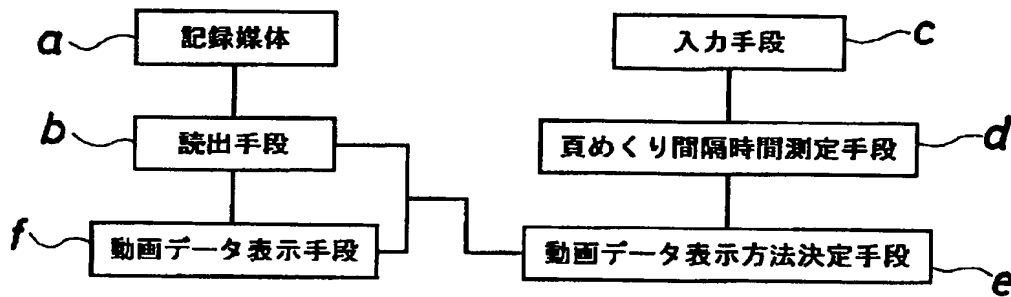 a
記録媒体
入力手段
c
b
読出手段
頁めくり間隔時間測定手段
d
f
動画データ表示手段
動画データ表示方法決定手段
e